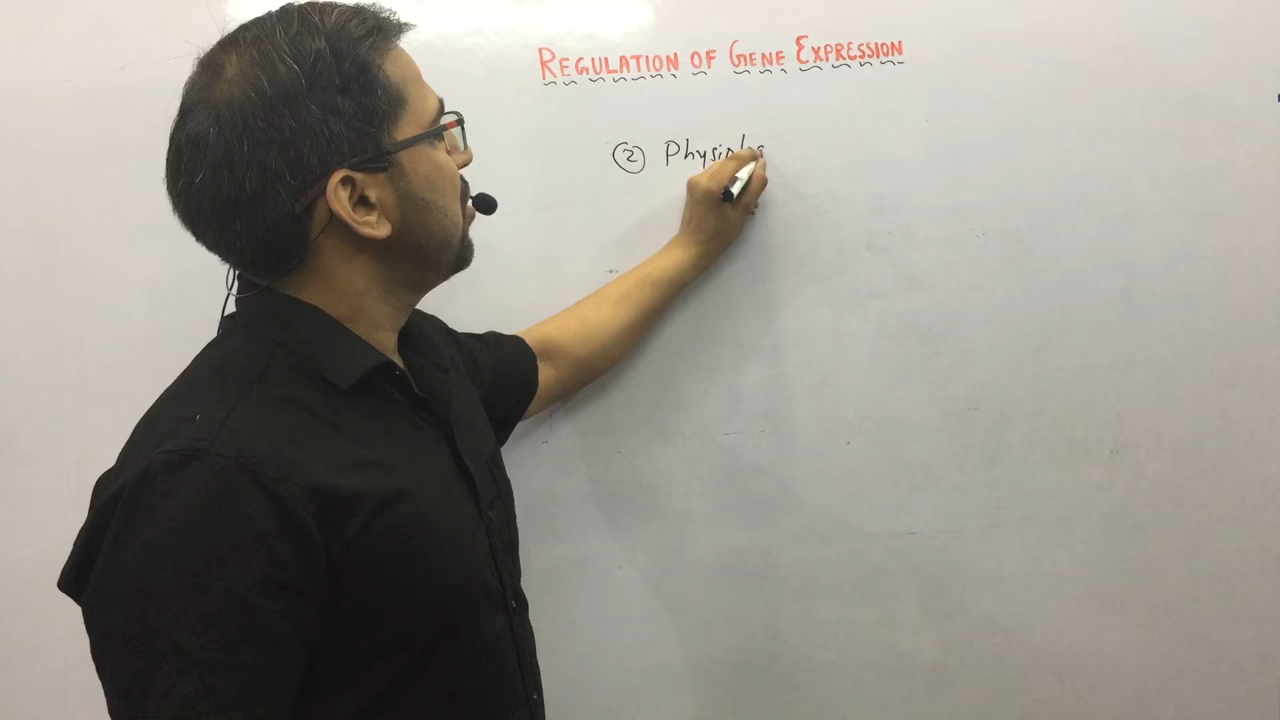 REGULATION OF GENE EXPRESSION
② Physiolo